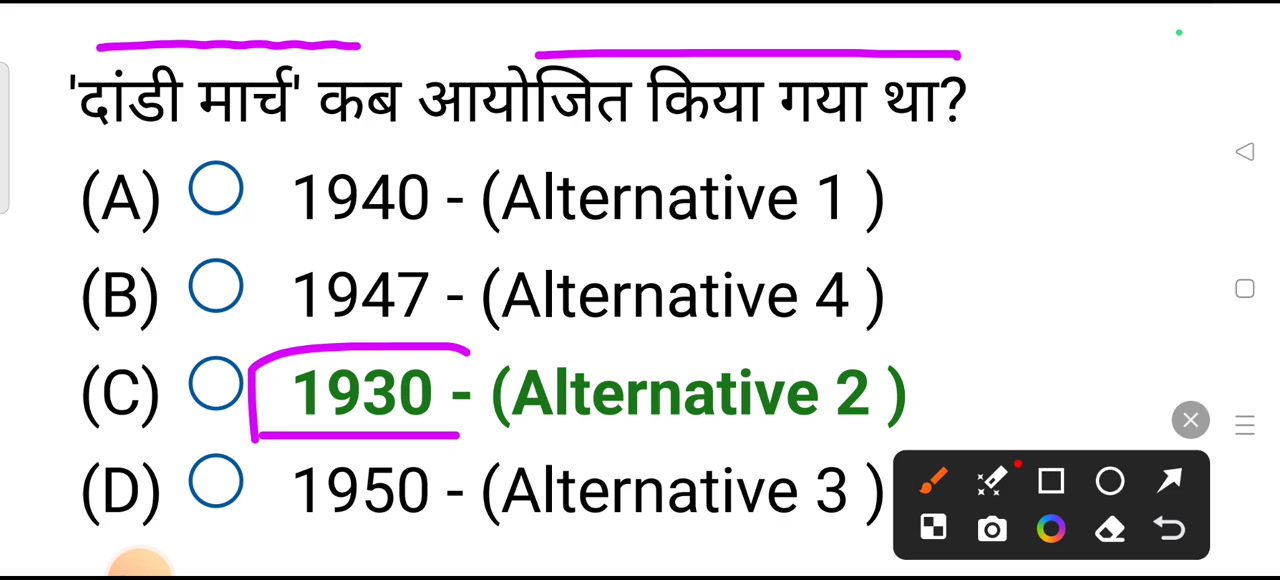 'दांडी मार्च' कब आयोजित किया गया था?
(A) 1940 - (Alternative 1 )
(B) 1947 - (Alternative 4 )
(C) 1930 - (Alternative 2 )
(D) 1950 - (Alternative 3 )